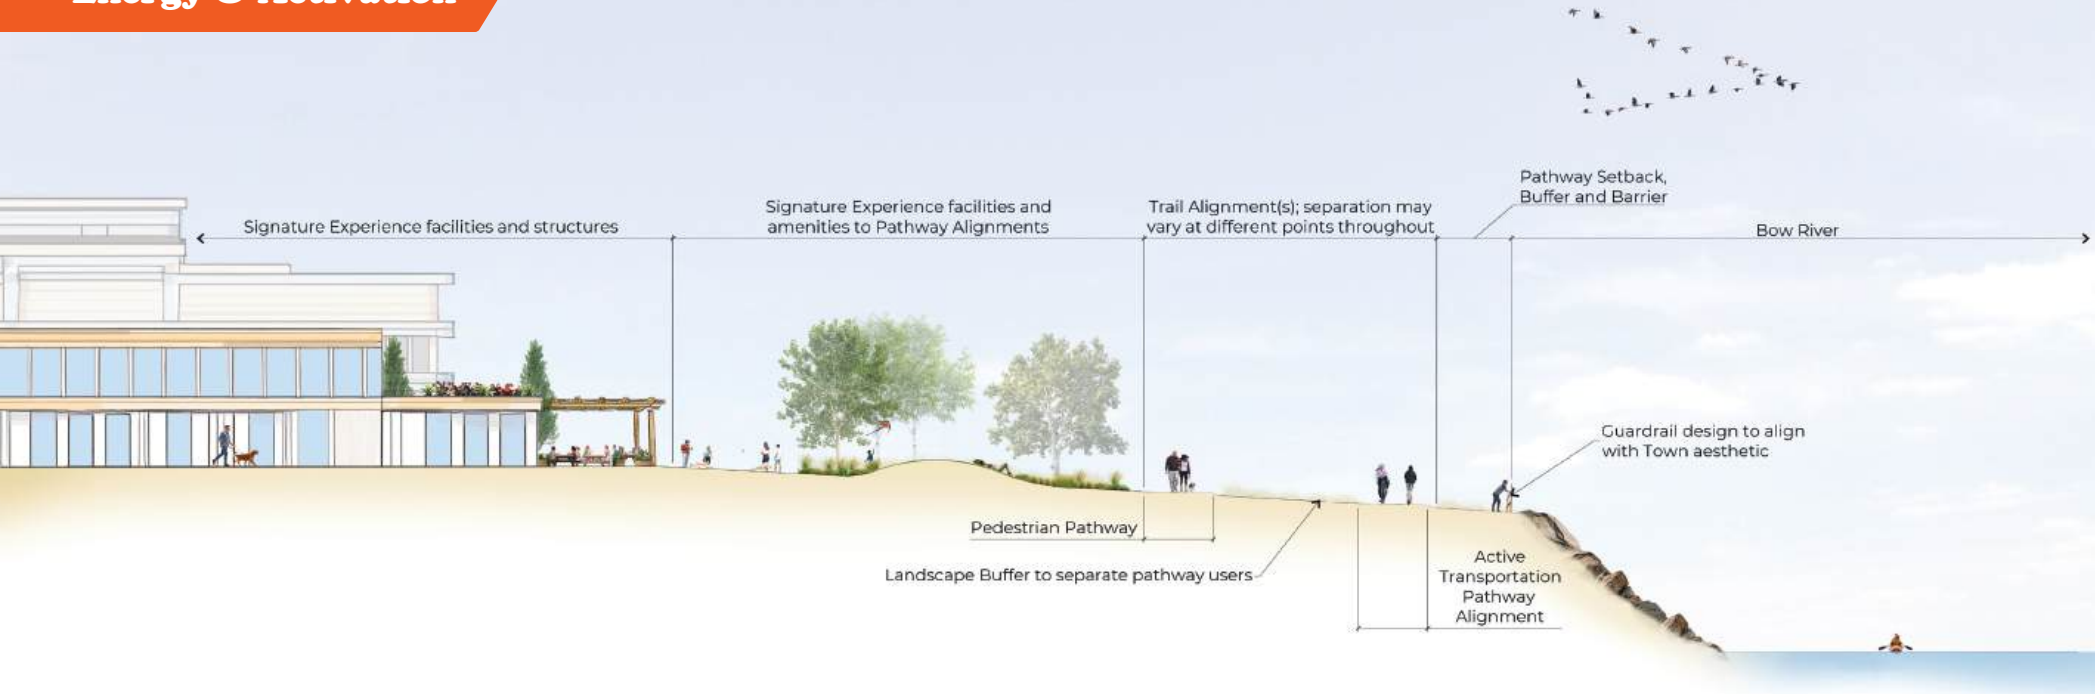 Energy & Activation
Pathway Setback,
Buffer and Barrier
Signature Experience facilities and structures
Signature Experience facilities and
amenities to Pathway Alignments
Trail Alignment(s); separation may
vary at different points throughout
Bow River
Guardrail design to align
with Town aesthetic
Pedestrian Pathway
Landscape Buffer to separate pathway users
Active
Transportation
Pathway
Alignment